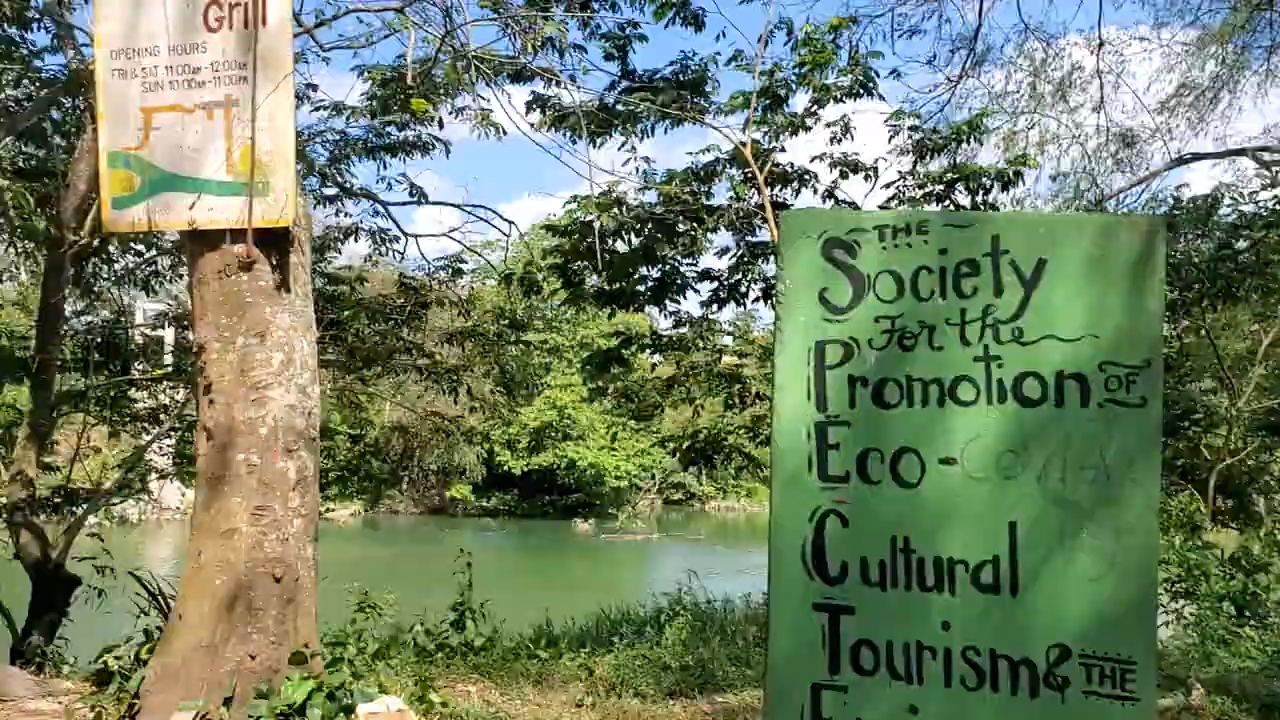 Grill
OPENING HOURS
FRI & SAT 11:00AM-12:00AM
SUN 10:00AM-11:00PM
THE
Society
For the
Promotion OF
Eco-
Cultural
Tourism & THE